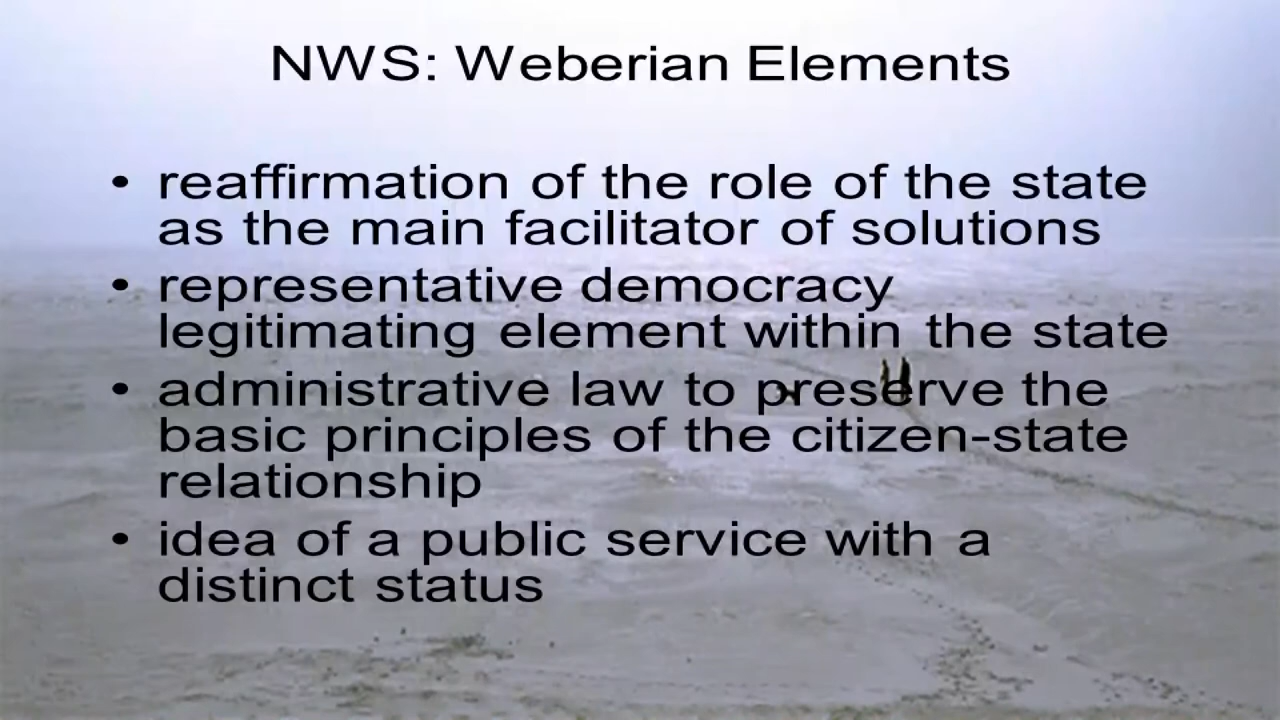 NWS: Weberian Elements
• reaffirmation of the role of the state
as the main facilitator of solutions
• representative democracy
legitimating element within the state
• administrative law to preserve the
basic principles of the citizen-state
relationship
• idea of a public service with a
distinct status